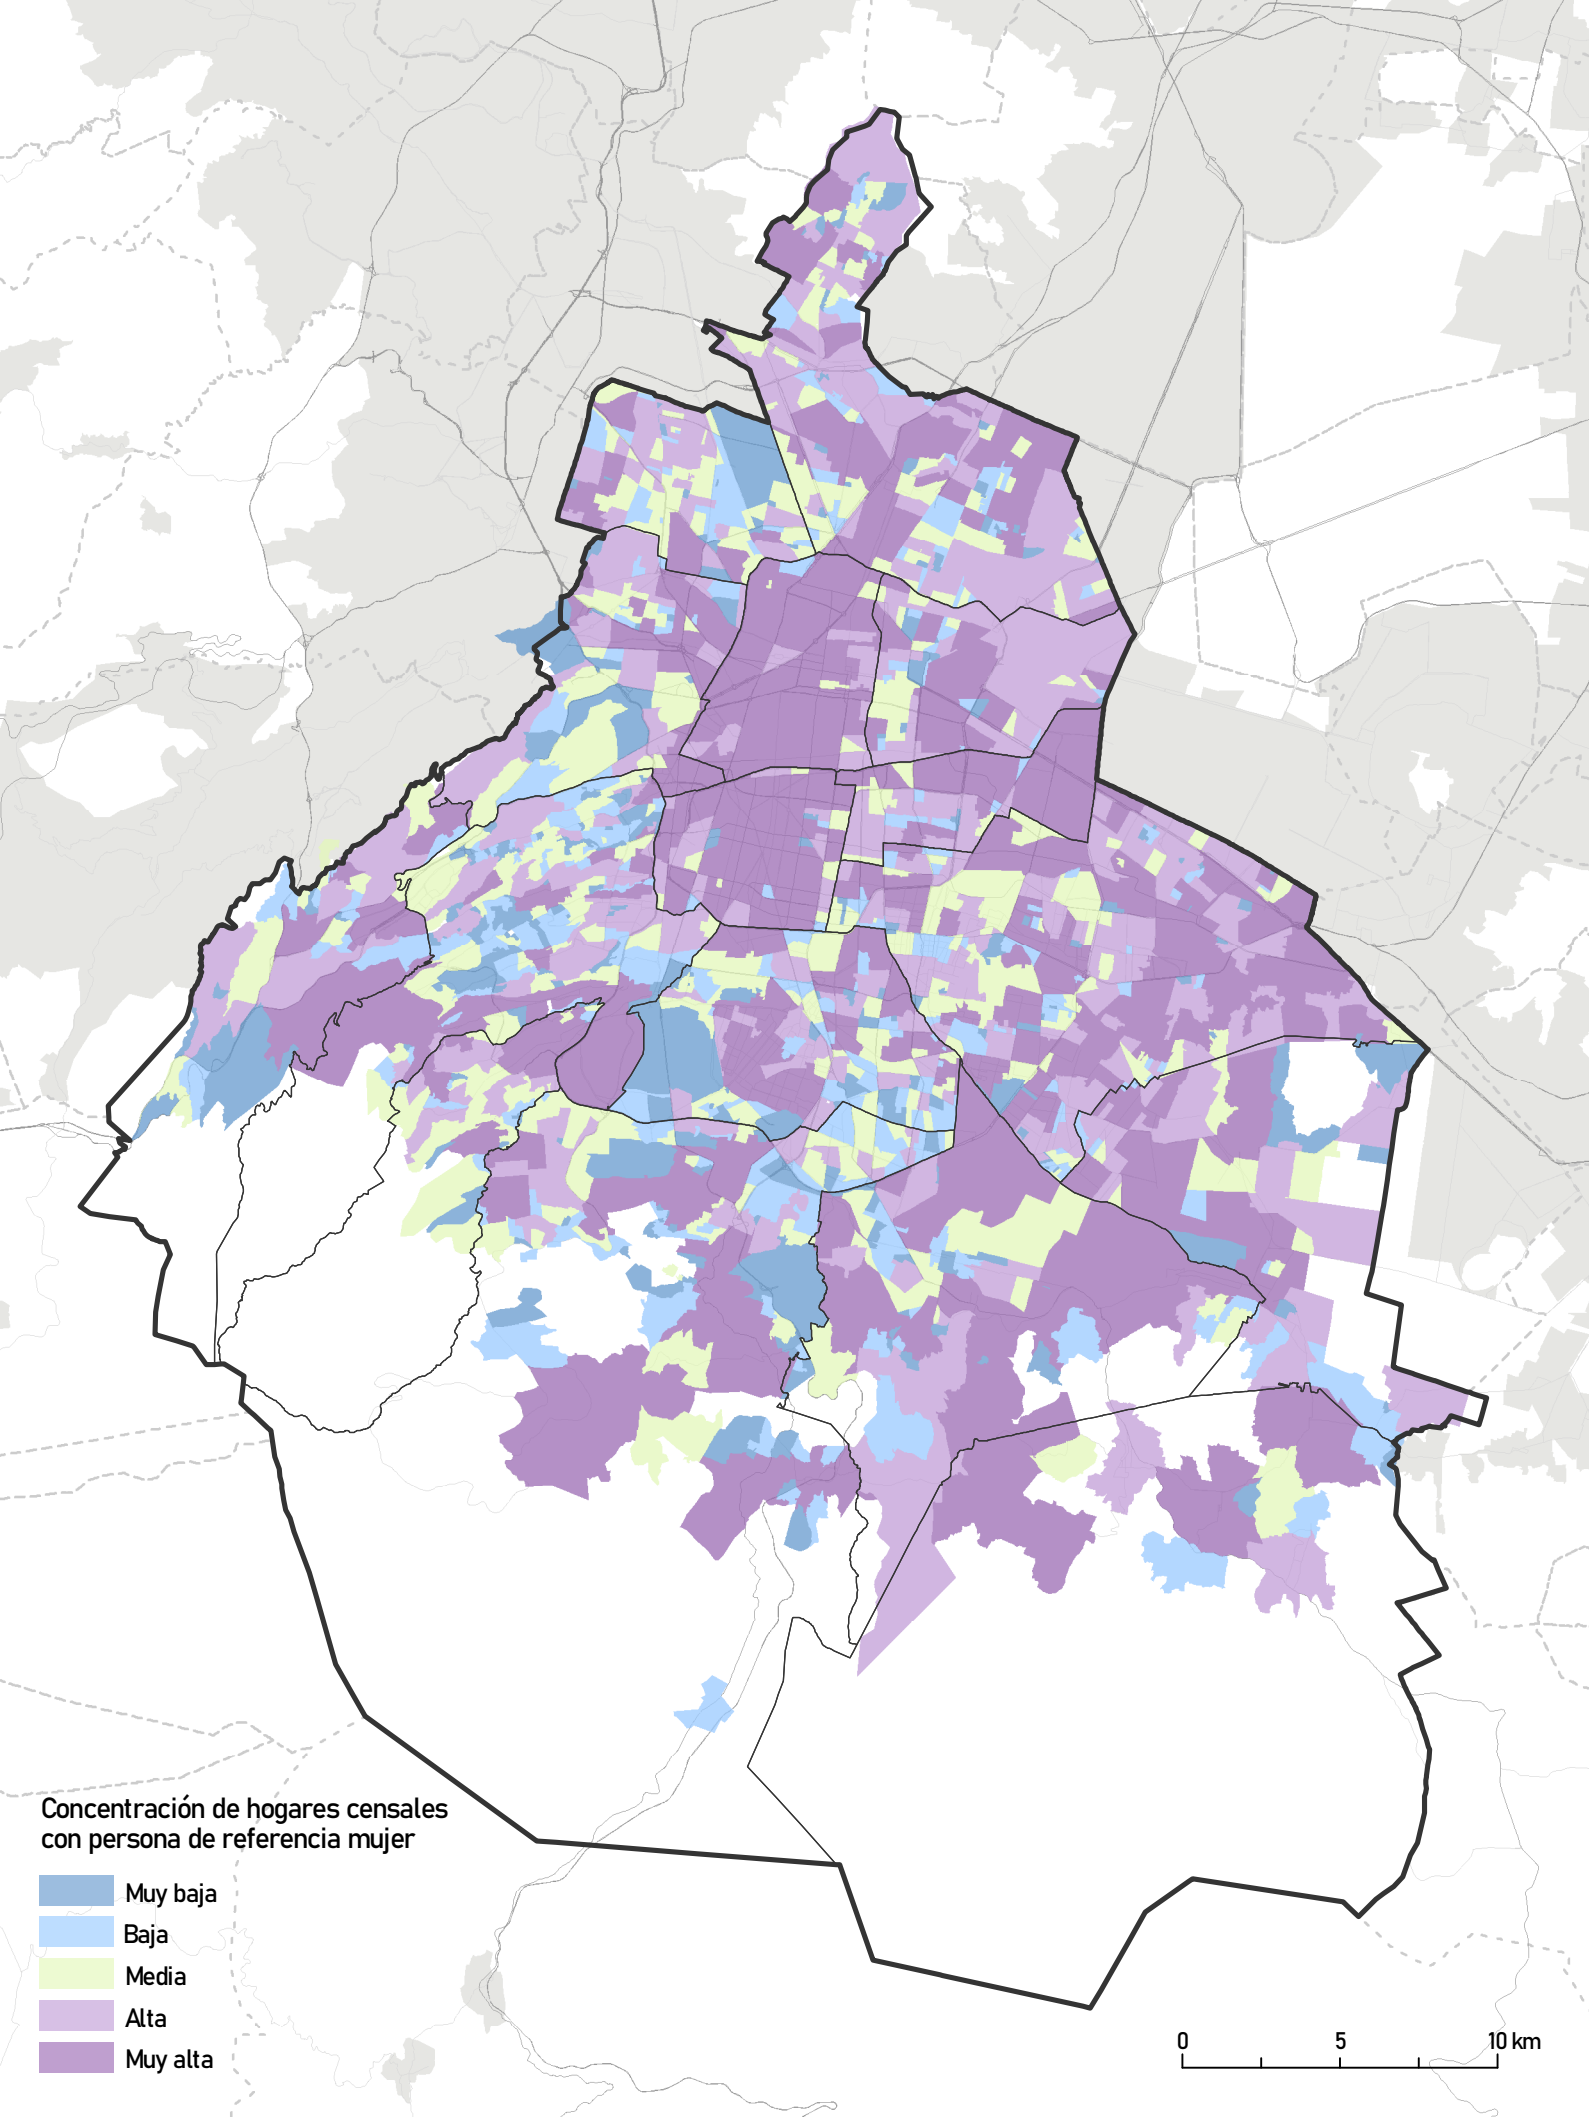 Concentración de hogares censales
con persona de referencia mujer
Muy baja
Baja
Media
Alta
Muy alta
0 5 10 km